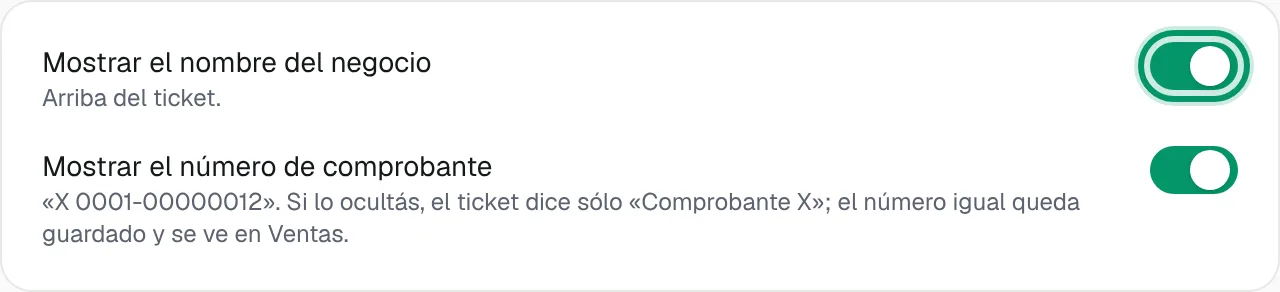 Mostrar el nombre del negocio
Arriba del ticket.
Mostrar el número de comprobante
«X 0001-00000012». Si lo ocultás, el ticket dice sólo «Comprobante X»; el número igual queda
guardado y se ve en Ventas.